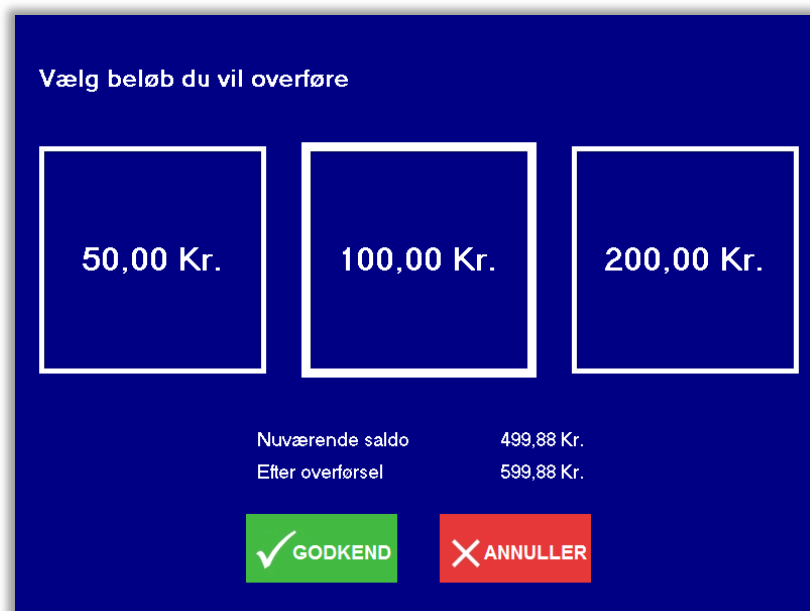 Vælg beløb du vil overføre
50,00 Kr.
100,00 Kr.
200,00 Kr.
Nuværende saldo 499,88 Kr.
Efter overførsel 599,88 Kr.
GODKEND
ANNULLER